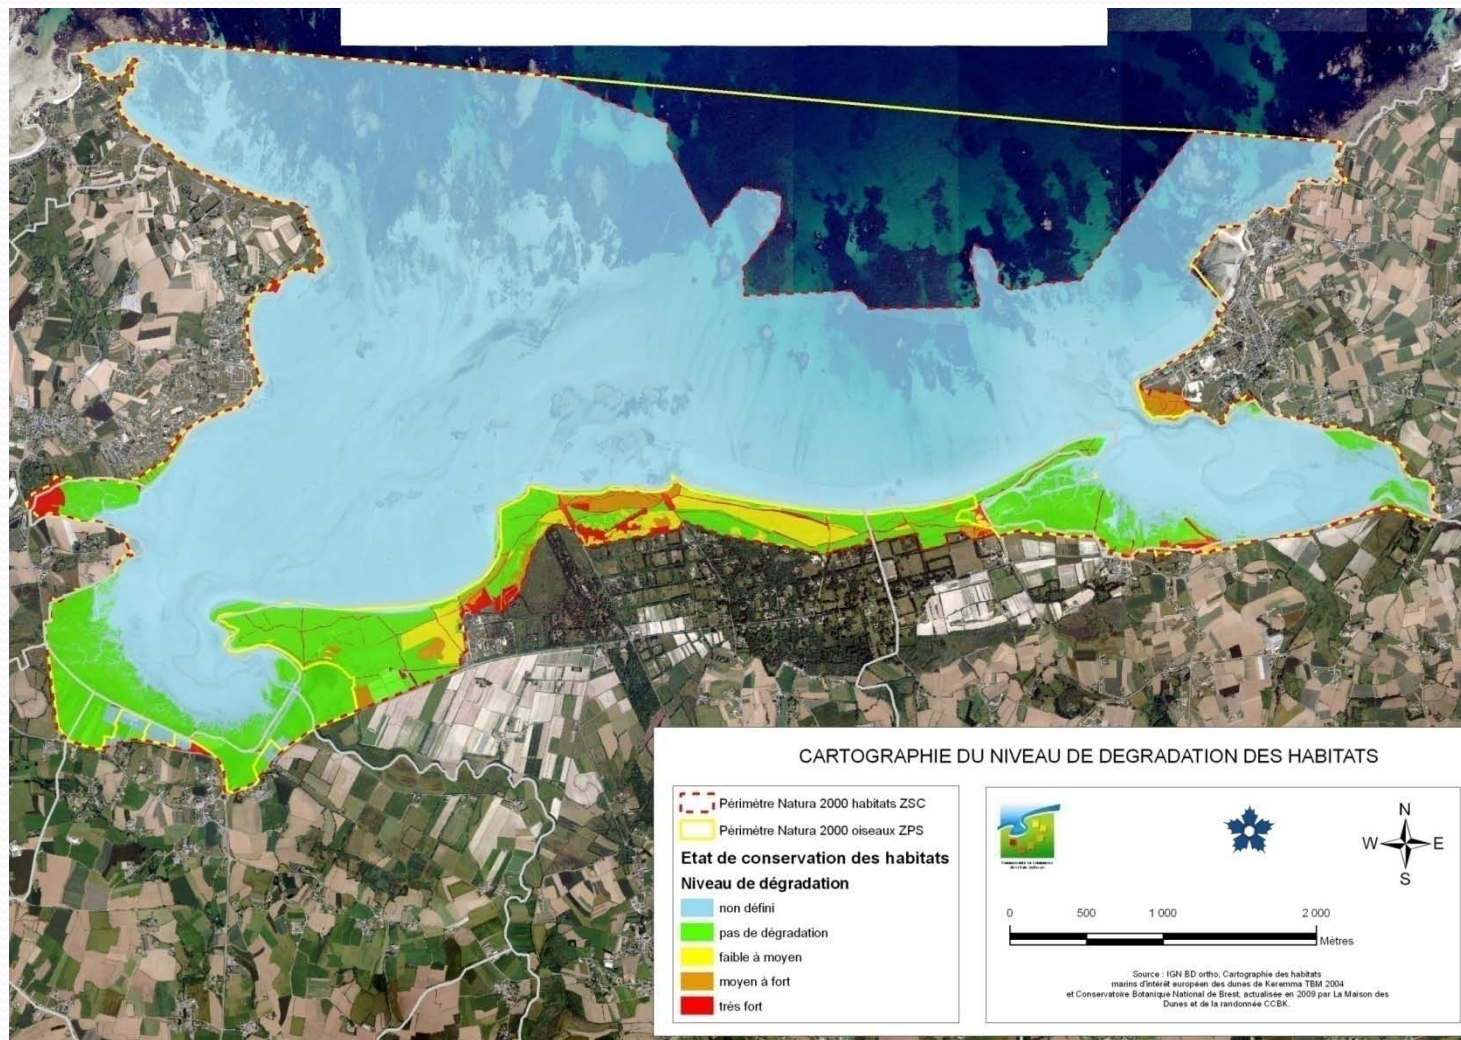 CARTOGRAPHIE DU NIVEAU DE DEGRADATION DES HABITATS
Périmètre Natura 2000 habitats ZSC
Périmètre Natura 2000 oiseaux ZPS
Etat de conservation des habitats
Niveau de dégradation
non défini
pas de dégradation
faible à moyen
moyen à fort
très fort
N
W E
S
0 500 1 000 2 000
Mètres
Source : IGN BD ortho, Cartographie des habitats
marins d'intérêt européen des dunes de Keremma TBM 2004
et Conservatoire Botanique National de Brest, actualisée en 2009 par La Maison des
Dunes et de la randonnée CCBK.